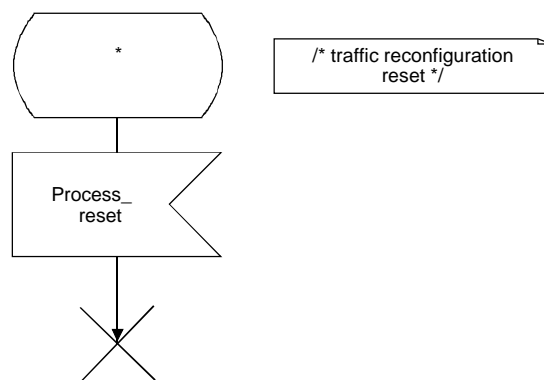 *
/* traffic reconfiguration
reset */
Process_
reset